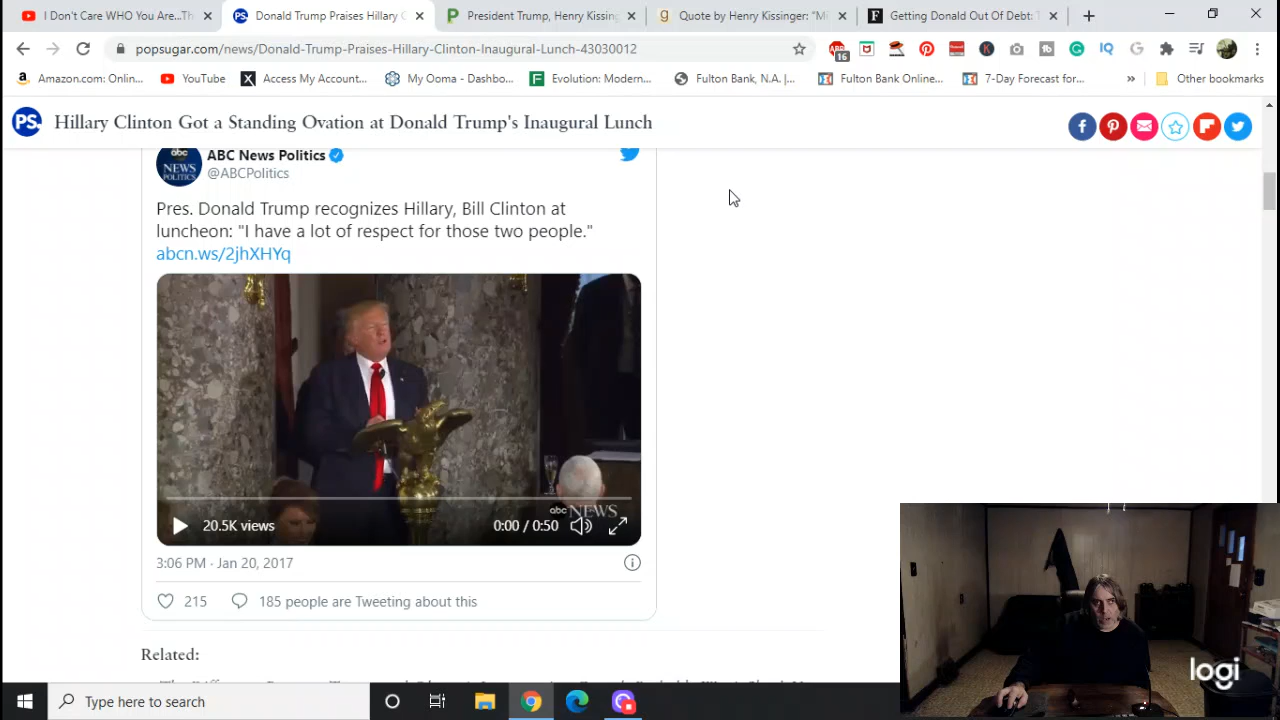 I Don't Care WHO You Are...Th
Donald Trump Praises Hillary C
President Trump, Henry Kissing
Quote by Henry Kissinger: "Mi
Getting Donald Out Of Debt: T
popsugar.com/news/Donald-Trump-Praises-Hillary-Clinton-Inaugural-Lunch-43030012
16
Amazon.com: Onlin...
YouTube
Access My Account...
My Ooma - Dashbo...
Evolution: Modern...
Fulton Bank, N.A. |...
Fulton Bank Online...
7-Day Forecast for...
»
Other bookmarks
PS. Hillary Clinton Got a Standing Ovation at Donald Trump's Inaugural Lunch
abc NEWS POLITICS
ABC News Politics
@ABCPolitics
Pres. Donald Trump recognizes Hillary, Bill Clinton at
luncheon: "I have a lot of respect for those two people."
abcn.ws/2jhXHYq
abc NEWS
20.5K views
0:00 / 0:50
3:06 PM · Jan 20, 2017
215
185 people are Tweeting about this
Related:
logi
Type here to search